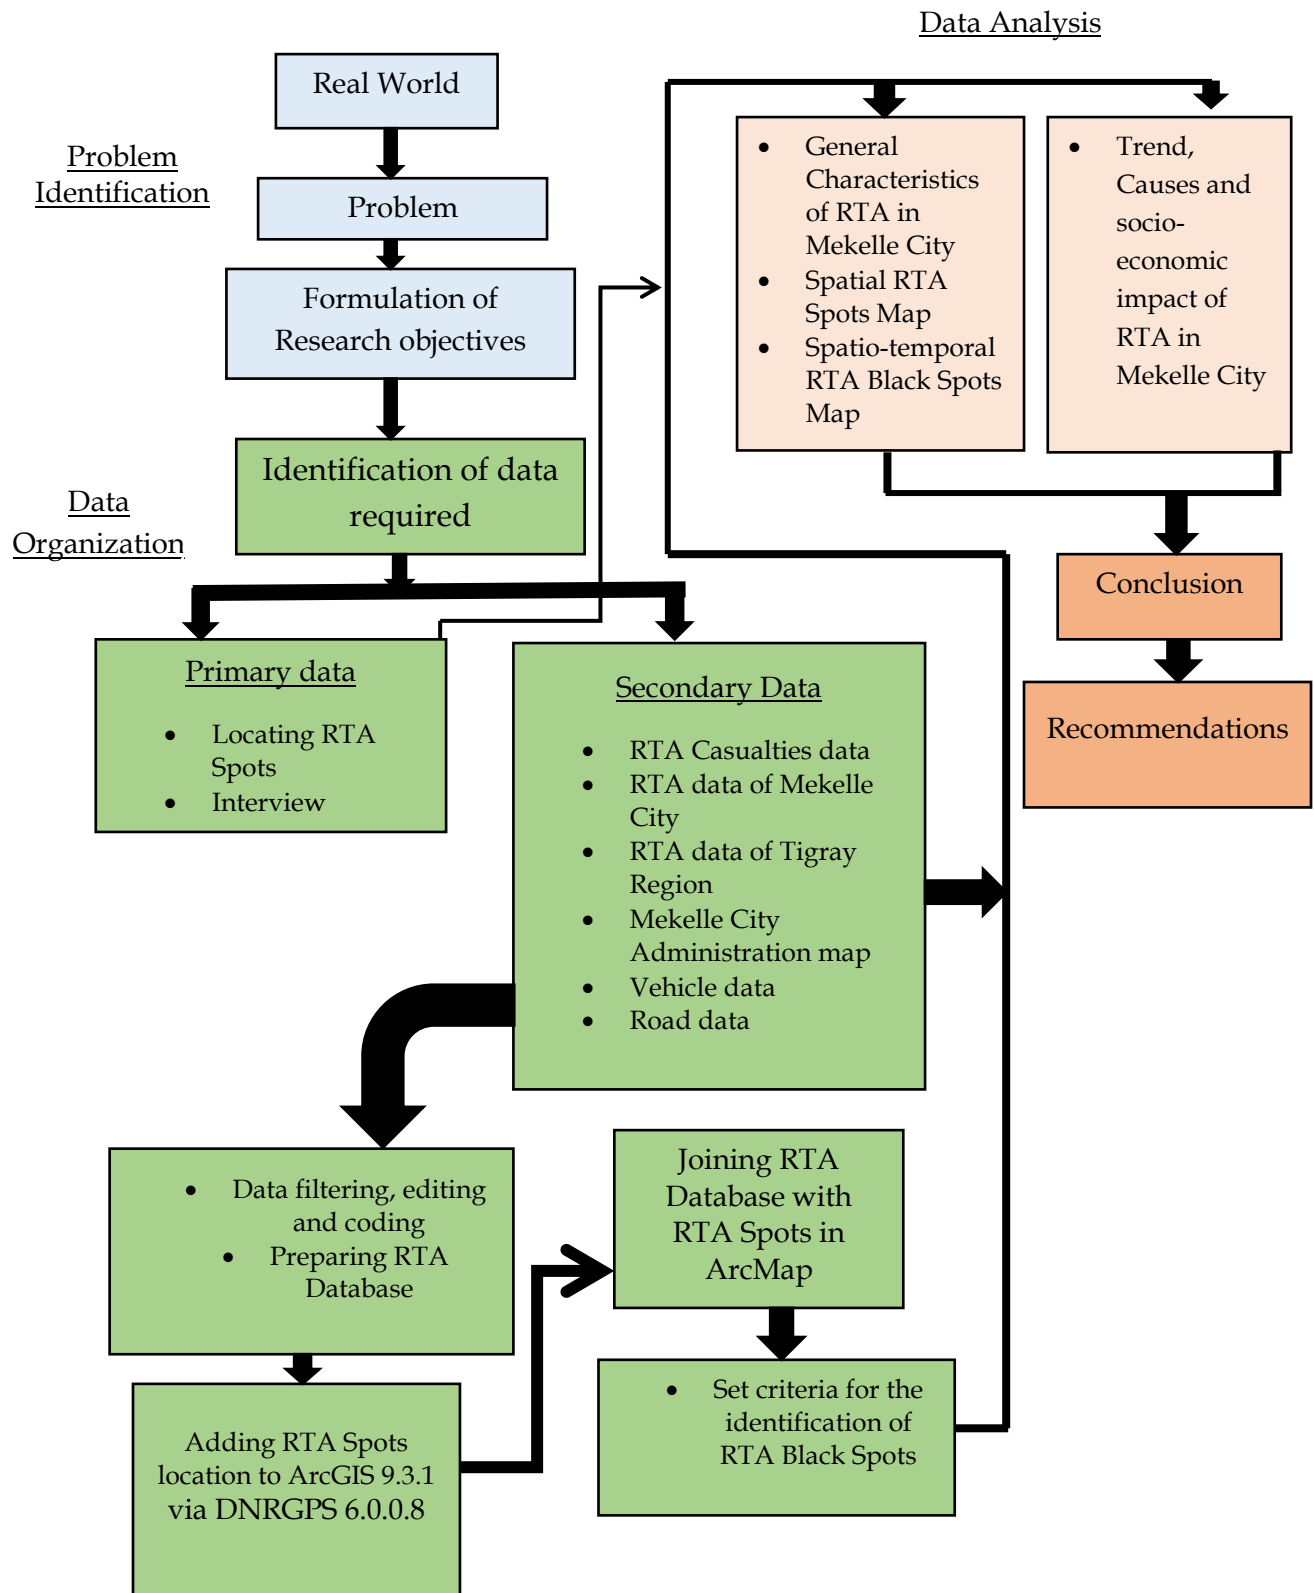 Data Analysis
Real World
Problem
Identification
Problem
Formulation of
Research objectives
• General
Characteristics
of RTA in
Mekelle City
• Spatial RTA
Spots Map
• Spatio-temporal
RTA Black Spots
Map
• Trend,
Causes and
socio-
economic
impact of
RTA in
Mekelle City
Data
Organization
Identification of data
required
Conclusion
Recommendations
Primary data
• Locating RTA
Spots
• Interview
Secondary Data
• RTA Casualties data
• RTA data of Mekelle
City
• RTA data of Tigray
Region
• Mekelle City
Administration map
• Vehicle data
• Road data
• Data filtering, editing
and coding
• Preparing RTA
Database
Joining RTA
Database with
RTA Spots in
ArcMap
Adding RTA Spots
location to ArcGIS 9.3.1
via DNRGPS 6.0.0.8
• Set criteria for the
identification of
RTA Black Spots